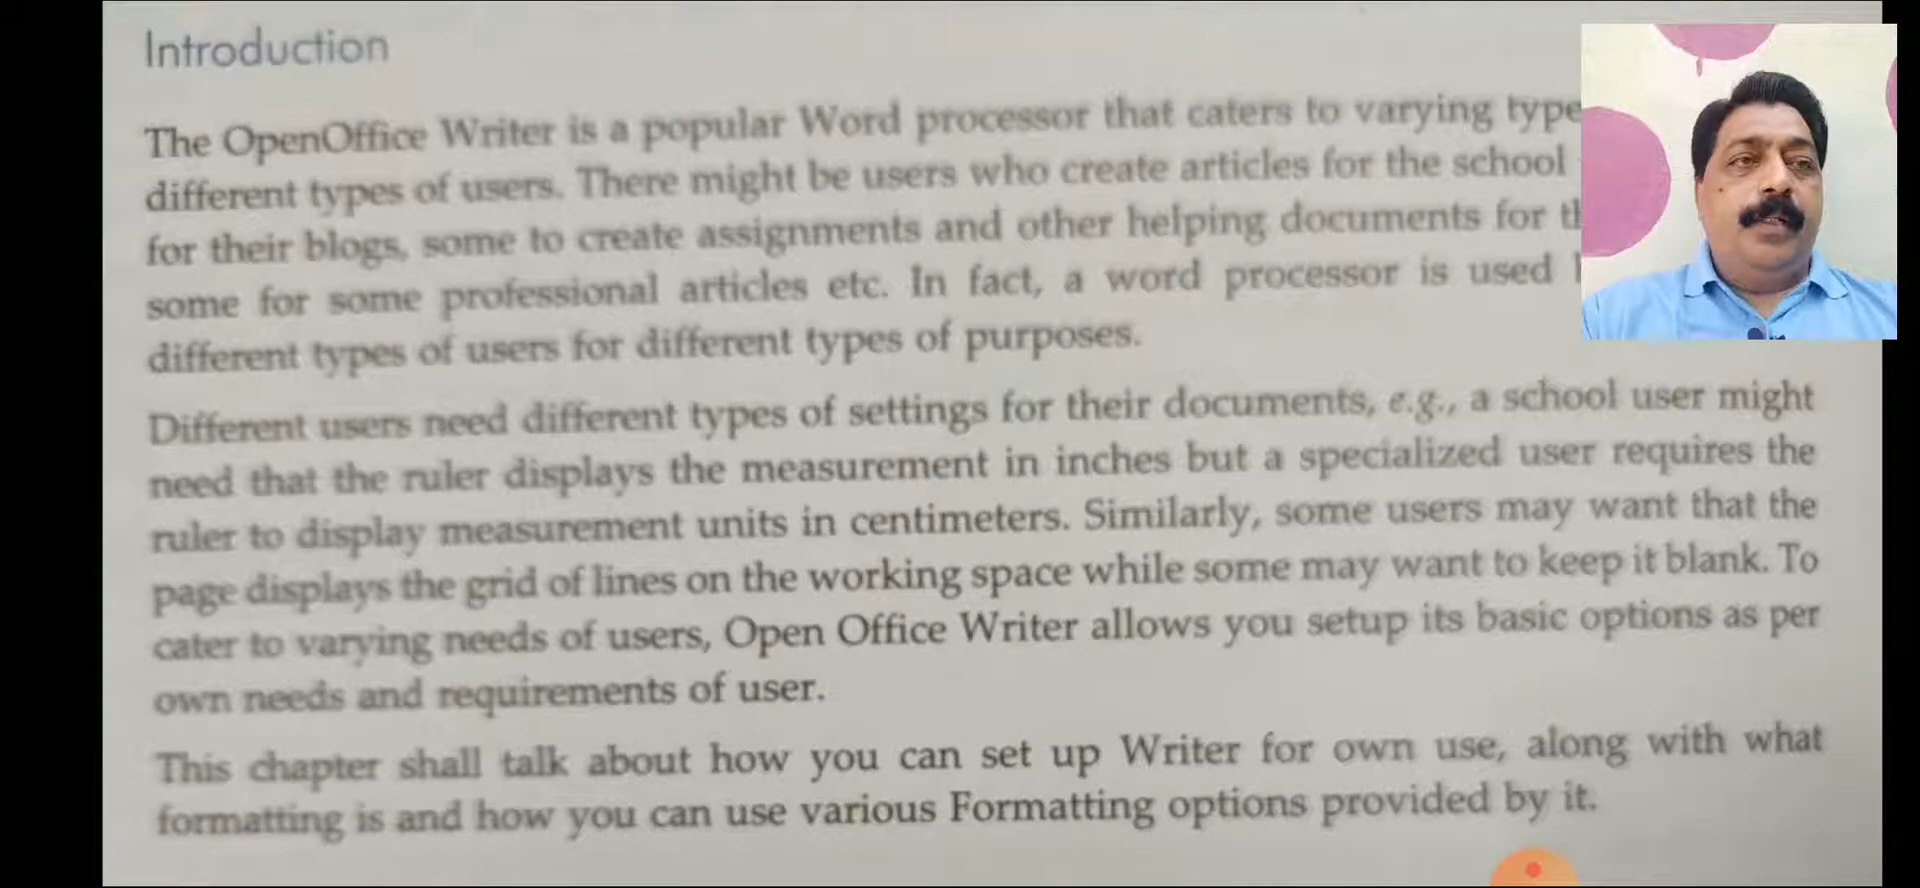 Introduction
The OpenOffice Writer is a popular Word processor that caters to varying type
different types of users. There might be users who create articles for the school
for their blogs, some to create assignments and other helping documents for
some for some professional articles etc. In fact, a word processor is used
different types of users for different types of purposes.
Different users need different types of settings for their documents, e.g., a school user might
need that the ruler displays the measurement in inches but a specialized user requires the
ruler to display measurement units in centimeters. Similarly, some users may want that the
page displays the grid of lines on the working space while some may want to keep it blank. To
cater to varying needs of users, Open Office Writer allows you setup its basic options as per
own needs and requirements of user.
This chapter shall talk about how you can set up Writer for own use, along with what
formatting is and how you can use various Formatting options provided by it.